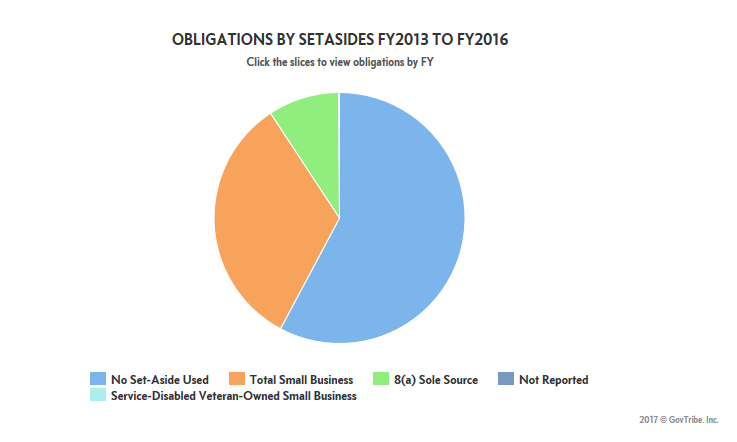 OBLIGATIONS BY SETASIDES FY2013 TO FY2016
Click the slices to view obligations by FY
No Set-Aside Used Total Small Business 8(a) Sole Source Not Reported
Service-Disabled Veteran-Owned Small Business
2017 © GovTribe. Inc.